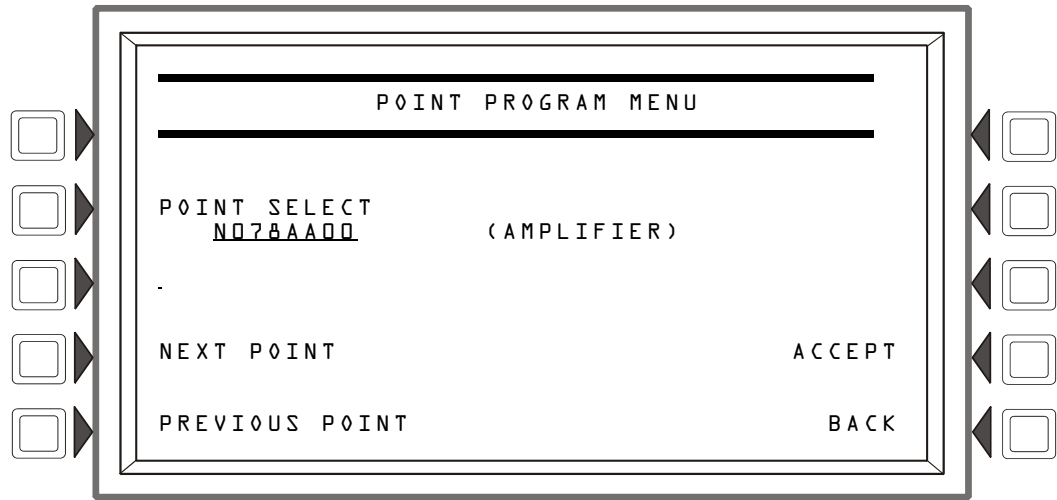 POINT PROGRAM MENU
POINT SELECT
N078AA00 (AMPLIFIER)
NEXT POINT ACCEPT
PREVIOUS POINT BACK